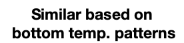 Similar based on
bottom temp. patterns